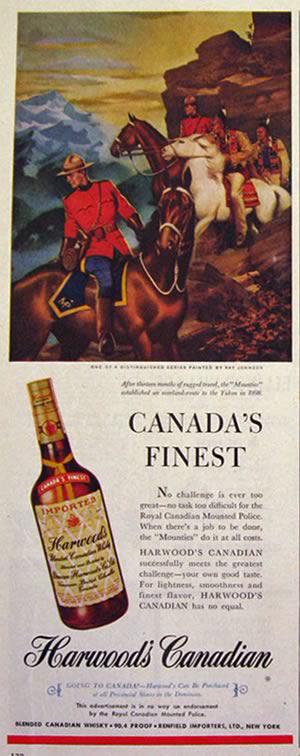 ONE OF A DISTINGUISHED SERIES PAINTED BY RAY JOHNSON
After thirteen months of rugged travel, the "Mounties"
established an overland-route to the Yukon in 1898.
CANADA'S
FINEST
No challenge is ever too
great—no task too difficult for the
Royal Canadian Mounted Police.
When there's a job to be done,
the "Mounties" do it at all costs.
HARWOOD'S CANADIAN
successfully meets the greatest
challenge—your own good taste.
For lightness, smoothness and
finest flavor, HARWOOD'S
CANADIAN has no equal.
CANADA'S FINEST
IMPORTED
Harwood's
Blended Canadian Whisky
Harwood's Canadian
®
GOING TO CANADA?—Harwood's Can Be Purchased
at all Provincial Stores in the Dominion.
This advertisement is in no way an endorsement
by the Royal Canadian Mounted Police.
BLENDED CANADIAN WHISKY • 90.4 PROOF • RENFIELD IMPORTERS, LTD., NEW YORK